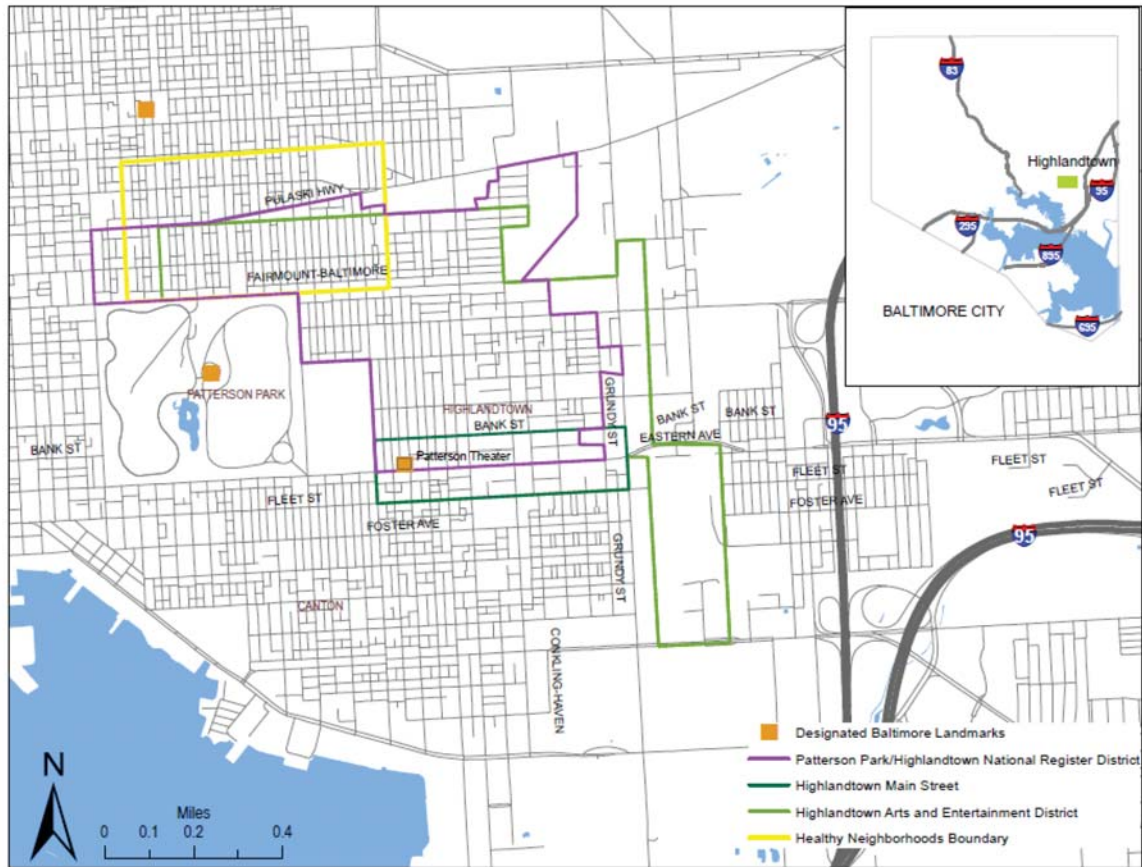 83
Highlandtown
95
295
895
BALTIMORE CITY
695
PULASKI HWY
FAIRMOUNT-BALTIMORE
PATTERSON PARK
HIGHLANDTOWN
BANK ST
GRUNDY ST
BANK ST
BANK ST
EASTERN AVE
BANK ST
Patterson Theater
95
FLEET ST
FLEET ST
FLEET ST
FLEET ST
FOSTER AVE
FOSTER AVE
95
GRUNDY ST
CANTON
CONKLING-HAVEN
Designated Baltimore Landmarks
Patterson Park/Highlandtown National Register District
Highlandtown Main Street
Highlandtown Arts and Entertainment District
Healthy Neighborhoods Boundary
N
Miles
0 0.1 0.2 0.4